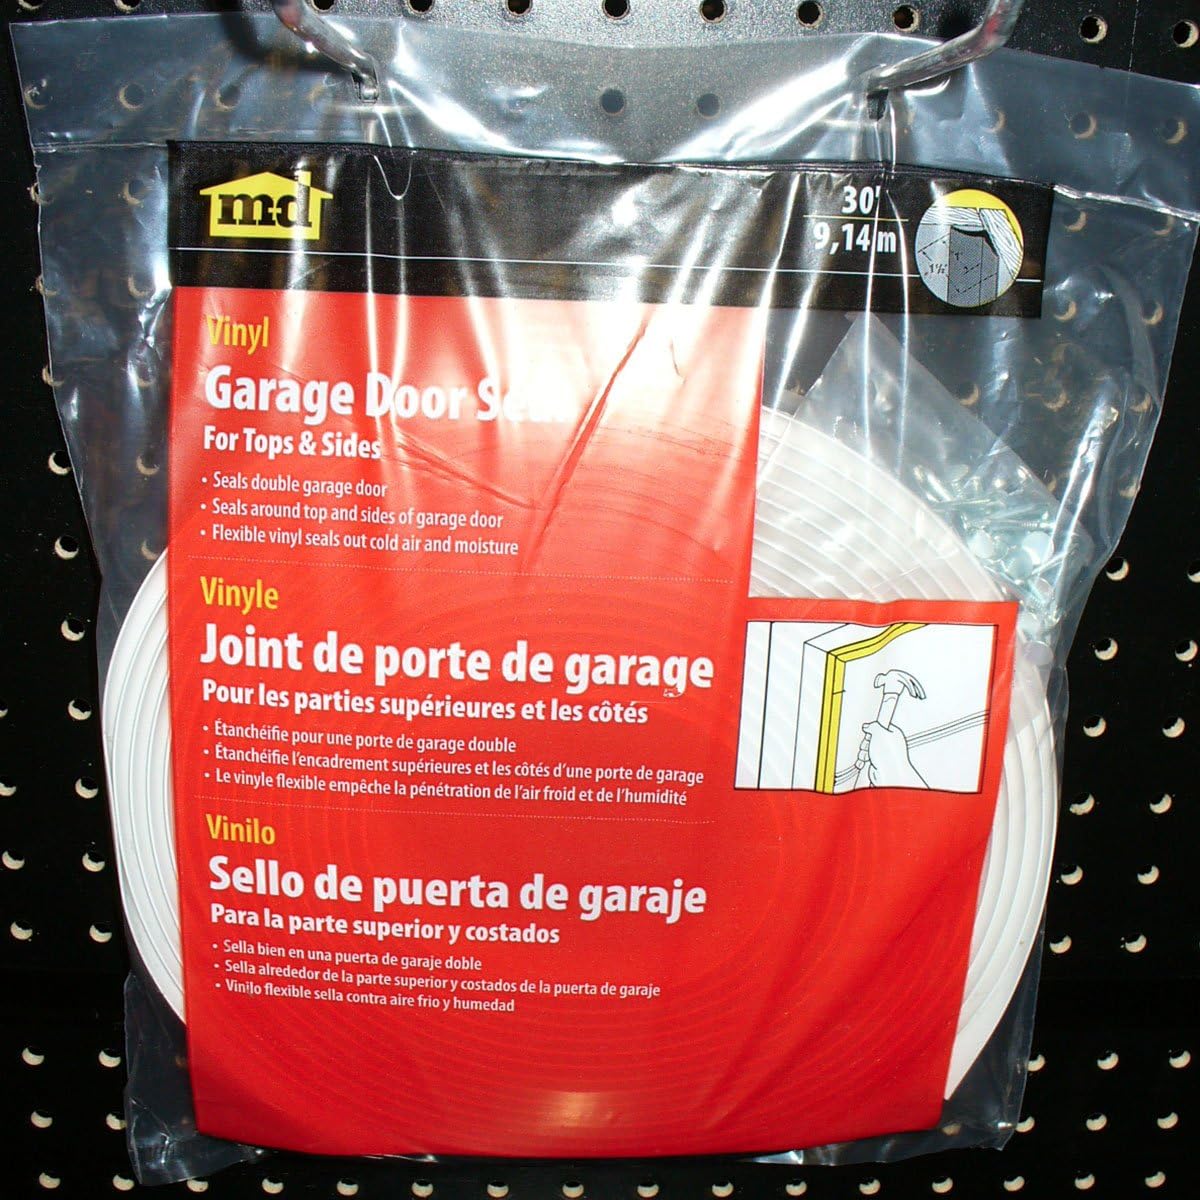 m-d
30'
9,14 m
Vinyl
Garage Door Seal
For Tops & Sides
• Seals double garage door
• Seals around top and sides of garage door
• Flexible vinyl seals out cold air and moisture
Vinyle
Joint de porte de garage
Pour les parties supérieures et les côtés
• Étanchéifie pour une porte de garage double
• Étanchéifie l'encadrement supérieures et les côtés d'une porte de garage
• Le vinyle flexible empêche la pénétration de l'air froid et de l'humidité
Vinilo
Sello de puerta de garaje
Para la parte superior y costados
• Sella bien en una puerta de garaje doble
• Sella alrededor de la parte superior y costados de la puerta de garaje
• Vinilo flexible sella contra aire frio y humedad